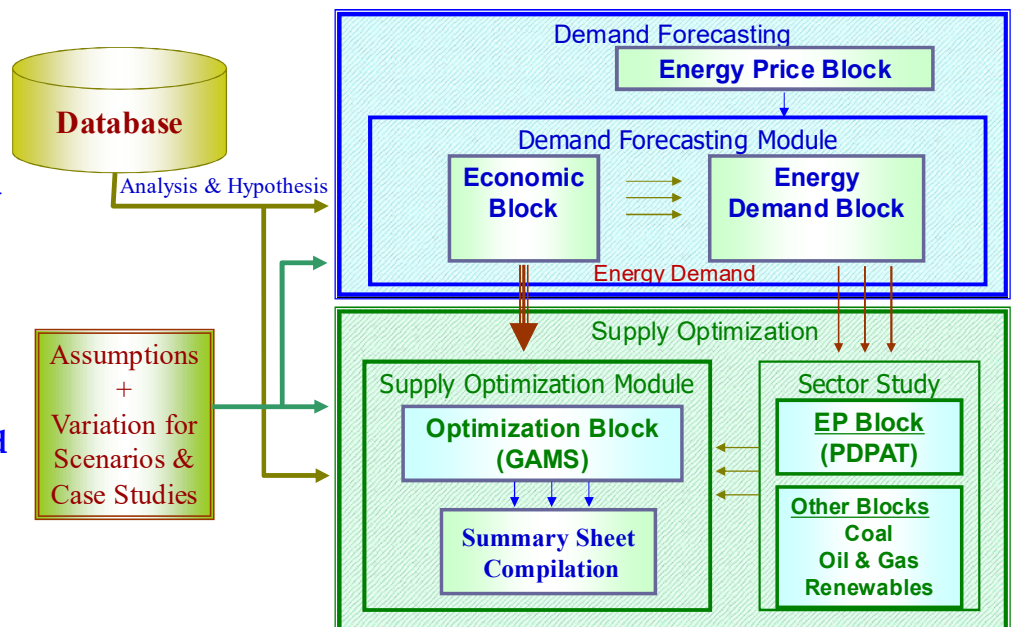 Demand Forecasting
Energy Price Block
Database
Demand Forecasting Module
Analysis & Hypothesis
Economic
Block
Energy
Demand Block
Energy Demand
Supply Optimization
Assumptions
+
Variation for
Scenarios &
Case Studies
d
Supply Optimization Module
Optimization Block
(GAMS)
Summary Sheet
Compilation
Sector Study
EP Block
(PDPAT)
Other Blocks
Coal
Oil & Gas
Renewables